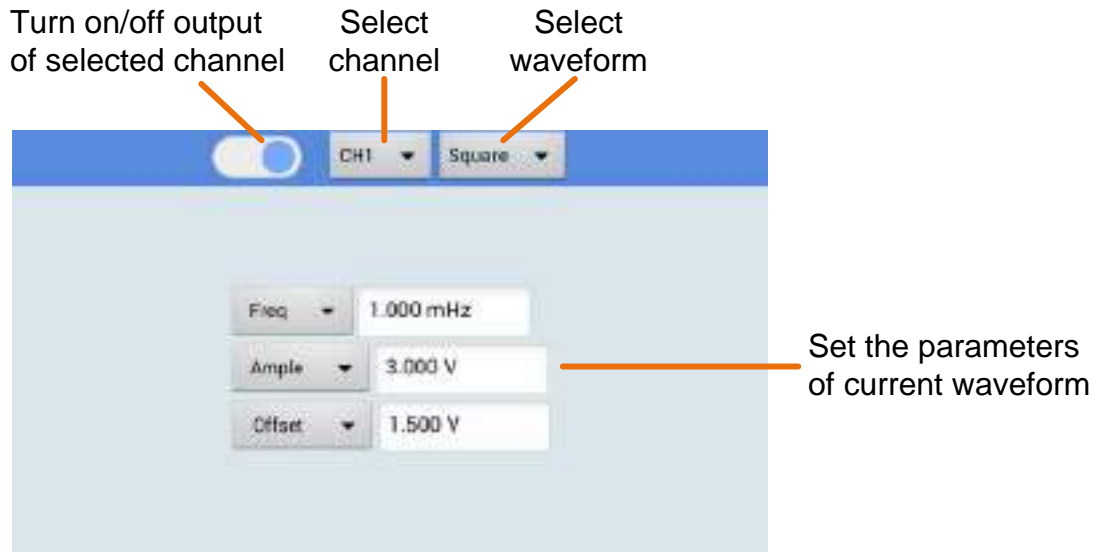 Turn on/off output
of selected channel
Select
channel
Select
waveform
CH1
Square
Freq
1.000 mHz
Ample
3.000 V
Offset
1.500 V
Set the parameters
of current waveform